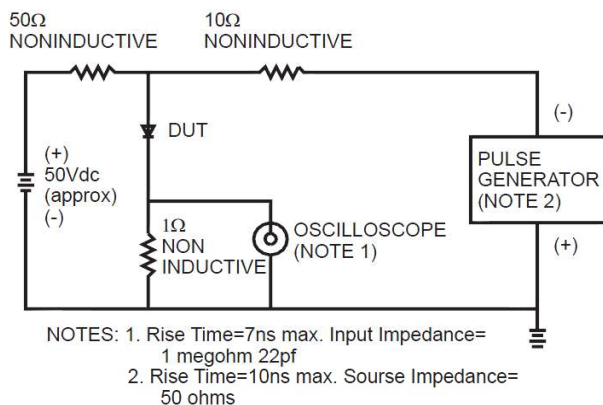 50Ω
NONINDUCTIVE
10Ω
NONINDUCTIVE
(+)
50Vdc
(approx)
(-)
DUT
1Ω
NON
INDUCTIVE
OSCILLOSCOPE
(NOTE 1)
(-)
PULSE
GENERATOR
(NOTE 2)
(+)
NOTES: 1. Rise Time=7ns max. Input Impedance=
1 megohm 22pf
2. Rise Time=10ns max. Sourse Impedance=
50 ohms